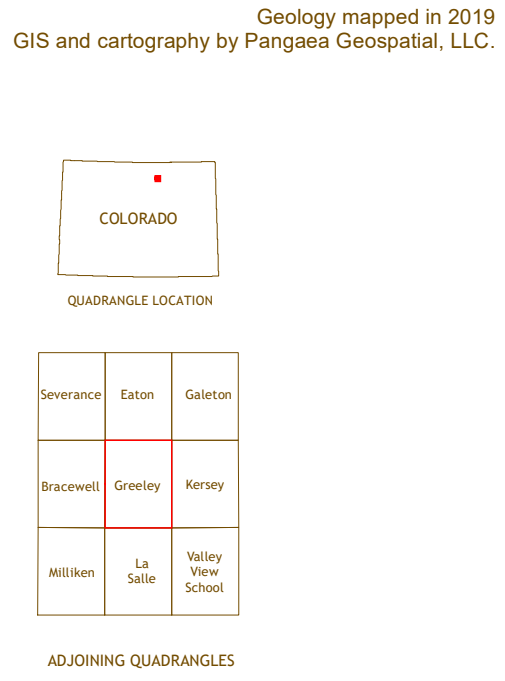 Geology mapped in 2019
GIS and cartography by Pangaea Geospatial, LLC.
COLORADO
QUADRANGLE LOCATION
Severance
Eaton
Galeton
Bracewell
Greeley
Kersey
Milliken
La
Salle
Valley
View
School
ADJOINING QUADRANGLES